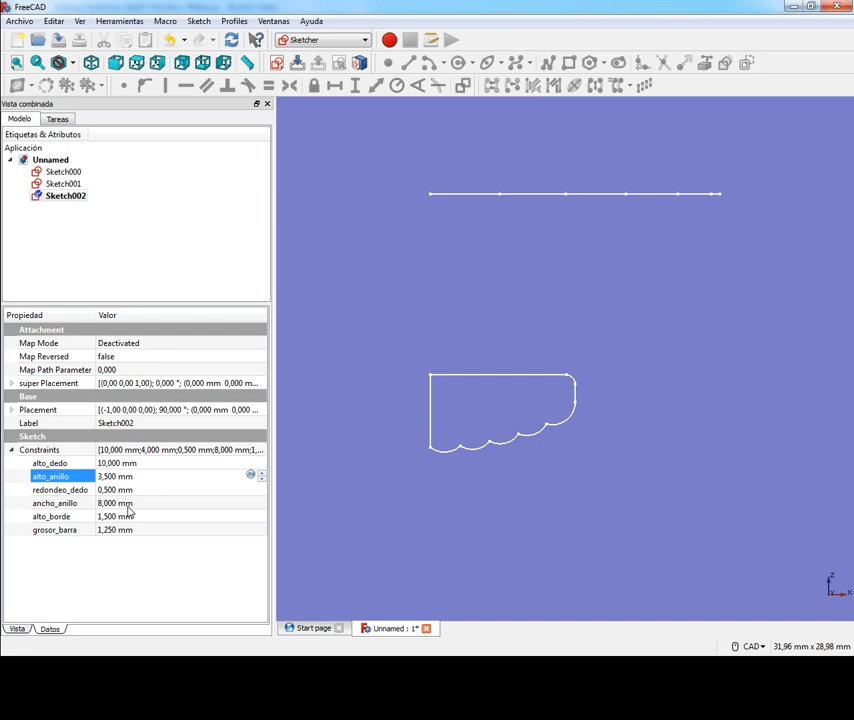 FreeCAD
Archivo Editar Ver Herramientas Macro Sketch Profiles Ventanas Ayuda
Sketcher
Vista combinada
Modelo Tareas
Etiquetas & Atributos
Aplicación
Unnamed
Sketch000
Sketch001
Sketch002
Propiedad Valor
Attachment
Map Mode Deactivated
Map Reversed false
Map Path Parameter 0,000
super Placement [(0,00 0,00 1,00); 0,000 °; (0,000 mm 0,000 m...
Base
Placement [(-1,00 0,00 0,00); 90,000 °; (0,000 mm 0,000 ...
Label Sketch002
Sketch
Constraints [10,000 mm;4,000 mm;0,500 mm;8,000 mm;1,...
alto_dedo 10,000 mm
alto_anillo 3,500 mm
redondeo_dedo 0,500 mm
ancho_anillo 8,000 mm
alto_borde 1,500 mm
grosor_barra 1,250 mm
Z
Y X
Vista Datos
Start page Unnamed : 1*
CAD 31,96 mm x 28,98 mm